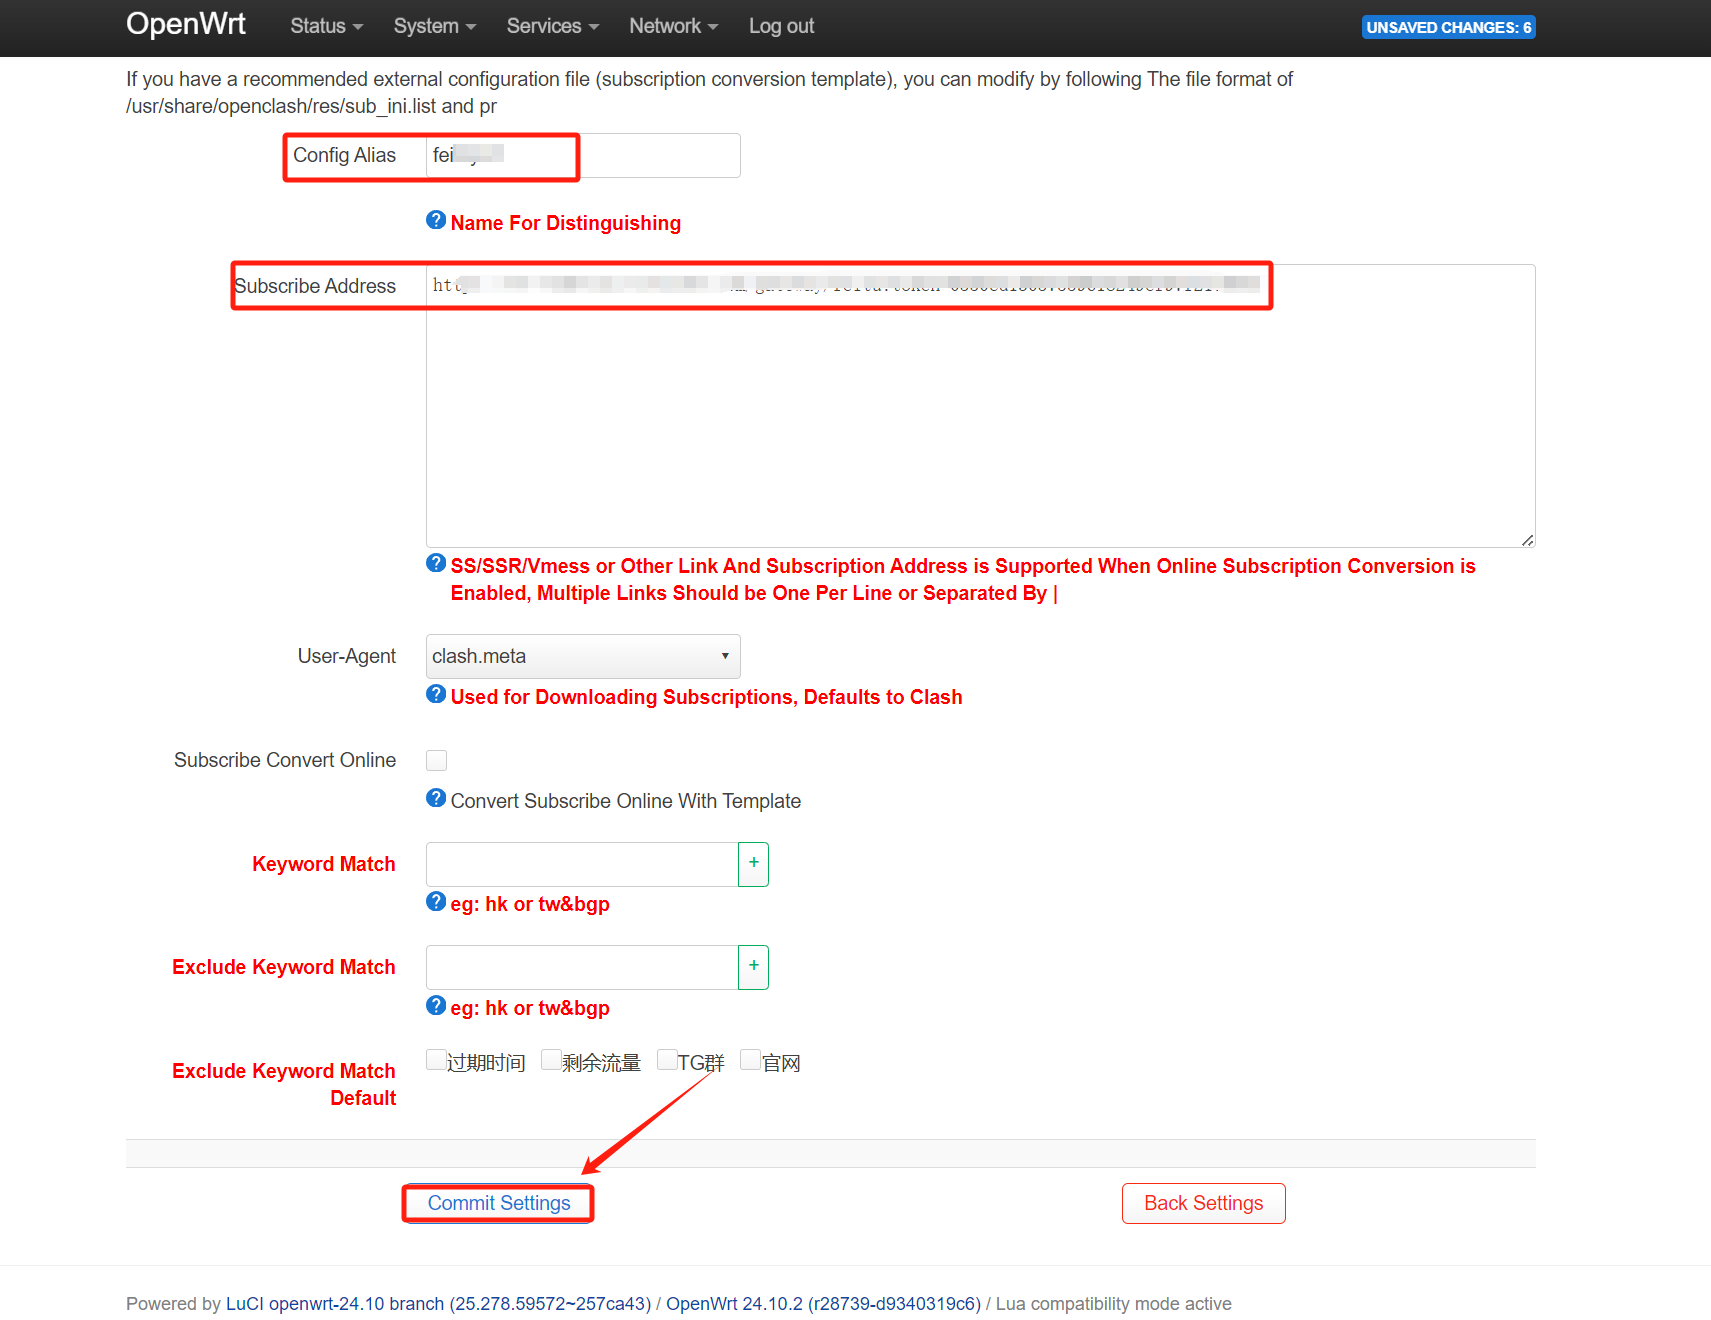 OpenWrt Status System Services Network Log out UNSAVED CHANGES: 6
If you have a recommended external configuration file (subscription conversion template), you can modify by following The file format of
/usr/share/openclash/res/sub_ini.list and pr
Config Alias fei
Name For Distinguishing
Subscribe Address
SS/SSR/Vmess or Other Link And Subscription Address is Supported When Online Subscription Conversion is
Enabled, Multiple Links Should be One Per Line or Separated By |
User-Agent clash.meta
Used for Downloading Subscriptions, Defaults to Clash
Subscribe Convert Online
Convert Subscribe Online With Template
Keyword Match +
eg: hk or tw&bgp
Exclude Keyword Match +
eg: hk or tw&bgp
Exclude Keyword Match
Default
过期时间 剩余流量 TG群 官网
Commit Settings Back Settings
Powered by LuCI openwrt-24.10 branch (25.278.59572~257ca43) / OpenWrt 24.10.2 (r28739-d9340319c6) / Lua compatibility mode active